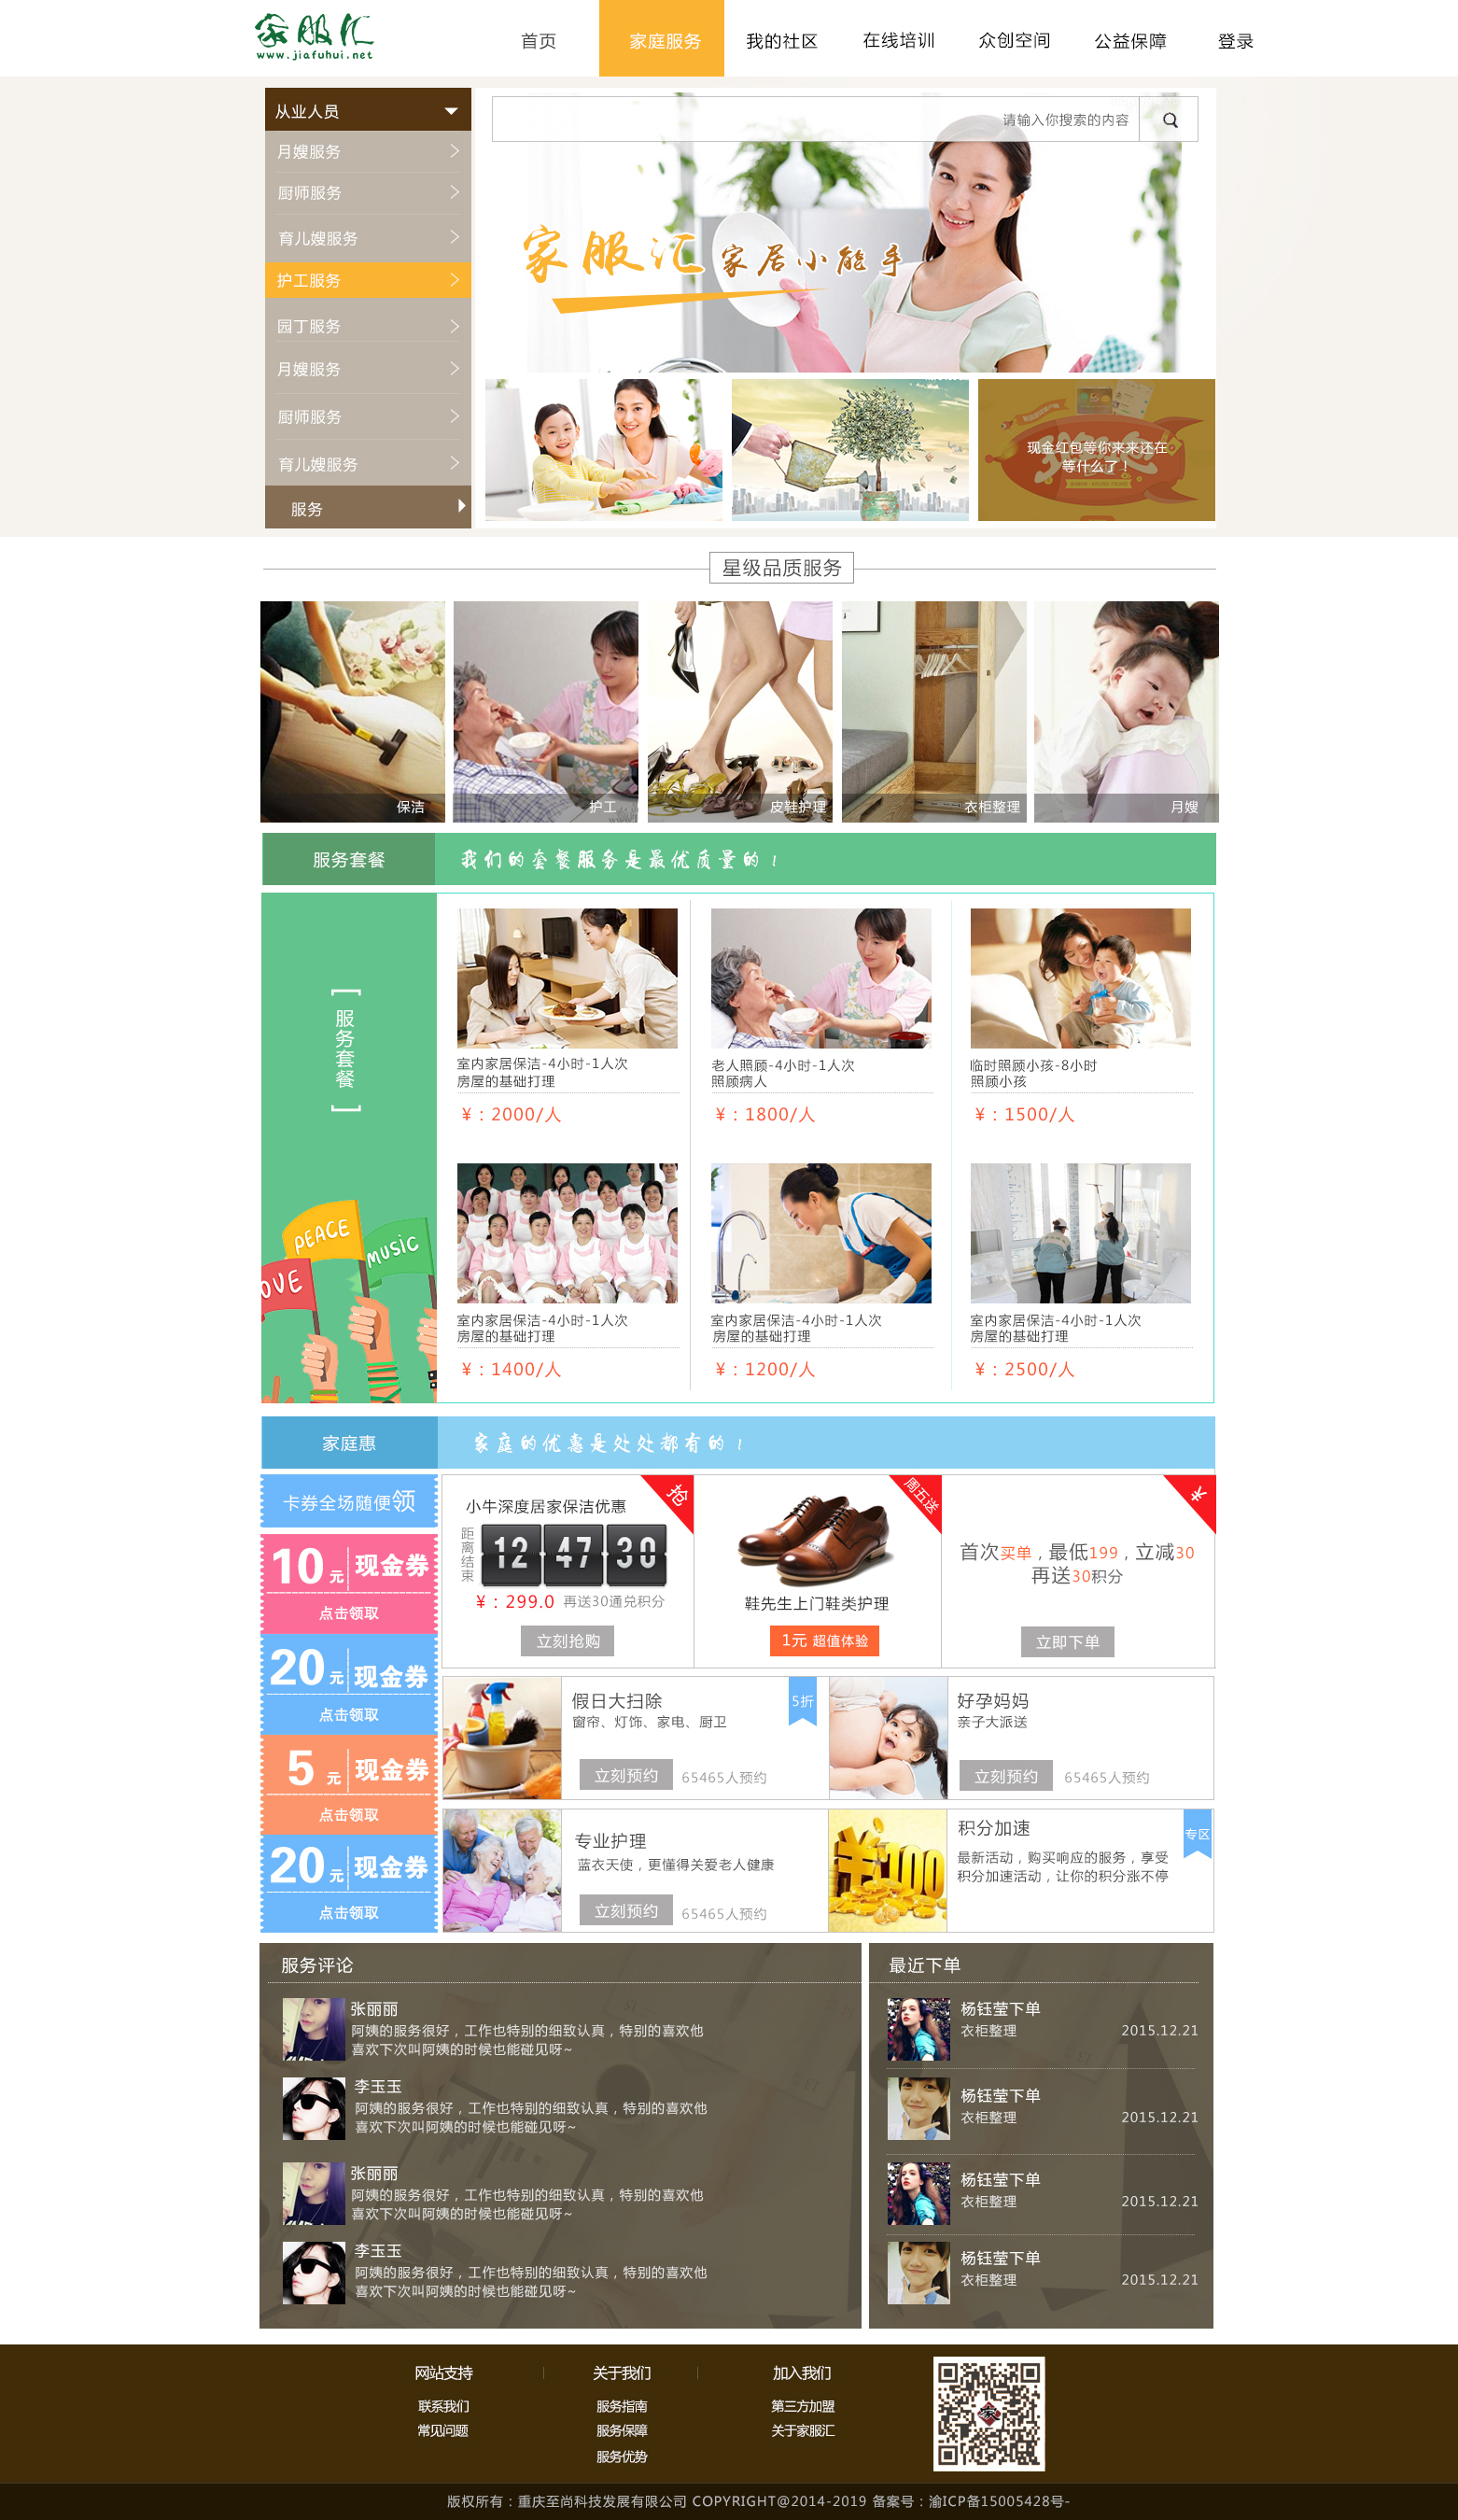 家服汇
www.jiafuhui.net
首页
家庭服务
我的社区
在线培训
众创空间
公益保障
登录
从业人员
月嫂服务
厨师服务
育儿嫂服务
护工服务
园丁服务
月嫂服务
厨师服务
育儿嫂服务
服务
请输入你搜索的内容
家服汇 家居小能手
现金红包等你来来还在
等什么了！
星级品质服务
保洁
护工
皮鞋护理
衣柜整理
月嫂
服务套餐
我们的套餐服务是最优质量的！
服务套餐
PEACE
MUSIC
OVE
室内家居保洁-4小时-1人次
房屋的基础打理
¥：2000/人
老人照顾-4小时-1人次
照顾病人
¥：1800/人
临时照顾小孩-8小时
照顾小孩
¥：1500/人
室内家居保洁-4小时-1人次
房屋的基础打理
¥：1400/人
室内家居保洁-4小时-1人次
房屋的基础打理
¥：1200/人
室内家居保洁-4小时-1人次
房屋的基础打理
¥：2500/人
家庭惠
家庭的优惠是处处都有的！
卡券全场随便领
10元 现金券
点击领取
20元 现金券
点击领取
5元 现金券
点击领取
20元 现金券
点击领取
抢
小牛深度居家保洁优惠
距离结束
12 47 30
¥：299.0 再送30通兑积分
立刻抢购
周五送
鞋先生上门鞋类护理
1元 超值体验
首次买单，最低199，立减30
再送30积分
立即下单
假日大扫除
窗帘、灯饰、家电、厨卫
5折
立刻预约
65465人预约
好孕妈妈
亲子大派送
立刻预约
65465人预约
专业护理
蓝衣天使，更懂得关爱老人健康
立刻预约
65465人预约
¥100
积分加速
最新活动，购买响应的服务，享受
积分加速活动，让你的积分涨不停
专区
服务评论
张丽丽
阿姨的服务很好，工作也特别的细致认真，特别的喜欢他
喜欢下次叫阿姨的时候也能碰见呀~
李玉玉
阿姨的服务很好，工作也特别的细致认真，特别的喜欢他
喜欢下次叫阿姨的时候也能碰见呀~
张丽丽
阿姨的服务很好，工作也特别的细致认真，特别的喜欢他
喜欢下次叫阿姨的时候也能碰见呀~
李玉玉
阿姨的服务很好，工作也特别的细致认真，特别的喜欢他
喜欢下次叫阿姨的时候也能碰见呀~
最近下单
杨钰莹下单
衣柜整理 2015.12.21
杨钰莹下单
衣柜整理 2015.12.21
杨钰莹下单
衣柜整理 2015.12.21
杨钰莹下单
衣柜整理 2015.12.21
网站支持
联系我们
常见问题
关于我们
服务指南
服务保障
服务优势
加入我们
第三方加盟
关于家服汇
家
版权所有：重庆至尚科技发展有限公司 COPYRIGHT@2014-2019 备案号：渝ICP备15005428号-